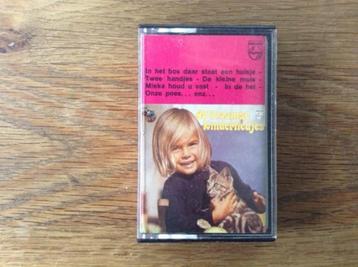 In het bos daar staat een huisje -
Twee handjes - De kleine muis -
Mieke houd u vast - In de hei -
Onze poes... enz...
kinderliedjes